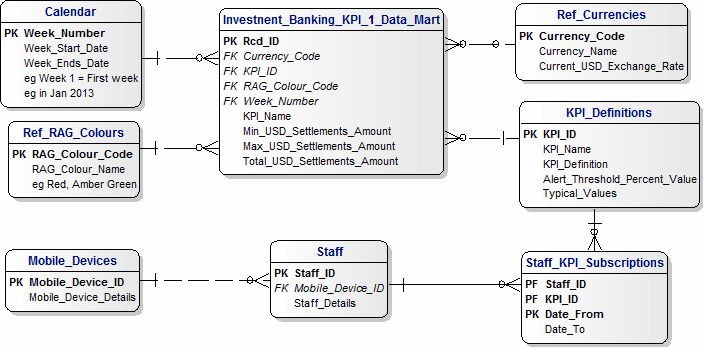 Calendar
PK Week_Number
Week_Start_Date
Week_Ends_Date
eg Week 1 = First week
eg in Jan 2013
Investnent_Banking_KPI_1_Data_Mart
PK Rcd_ID
FK Currency_Code
FK KPI_ID
FK RAG_Colour_Code
FK Week_Number
KPI_Name
Min_USD_Settlements_Amount
Max_USD_Settlements_Amount
Total_USD_Settlements_Amount
Ref_Currencies
PK Currency_Code
Currency_Name
Current_USD_Exchange_Rate
Ref_RAG_Colours
PK RAG_Colour_Code
RAG_Colour_Name
eg Red, Amber Green
KPI_Definitions
PK KPI_ID
KPI_Name
KPI_Definition
Alert_Threshold_Percent_Value
Typical_Values
Mobile_Devices
PK Mobile_Device_ID
Mobile_Device_Details
Staff
PK Staff_ID
FK Mobile_Device_ID
Staff_Details
Staff_KPI_Subscriptions
PF Staff_ID
PF KPI_ID
PK Date_From
Date_To